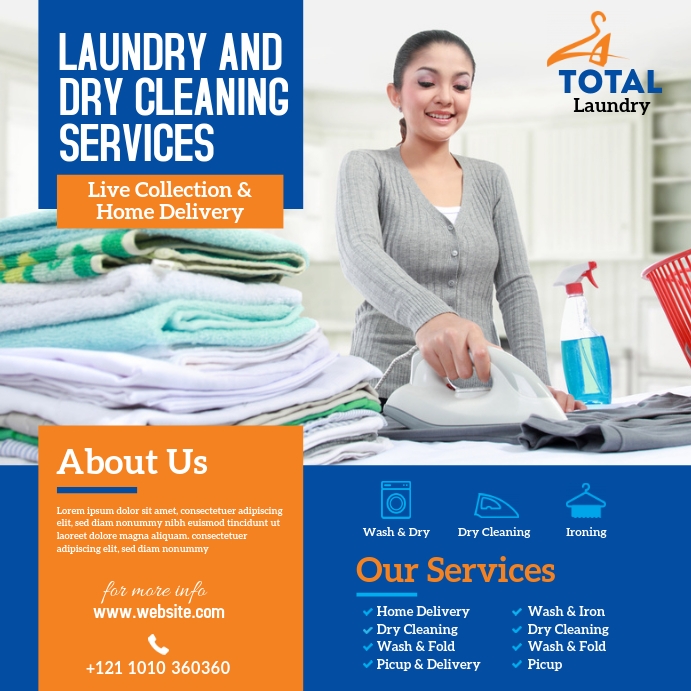 LAUNDRY AND
DRY CLEANING
SERVICES
Live Collection &
Home Delivery
TOTAL
Laundry
About Us
Lorem ipsum dolor sit amet, consectetuer adipiscing
elit, sed diam nonummy nibh euismod tincidunt ut
laoreet dolore magna aliquam. consectetuer
adipiscing elit, sed diam nonummy
for more info
www.website.com
+121 1010 360360
Wash & Dry
Dry Cleaning
Ironing
Our Services
Home Delivery
Dry Cleaning
Wash & Fold
Picup & Delivery
Wash & Iron
Dry Cleaning
Wash & Fold
Picup